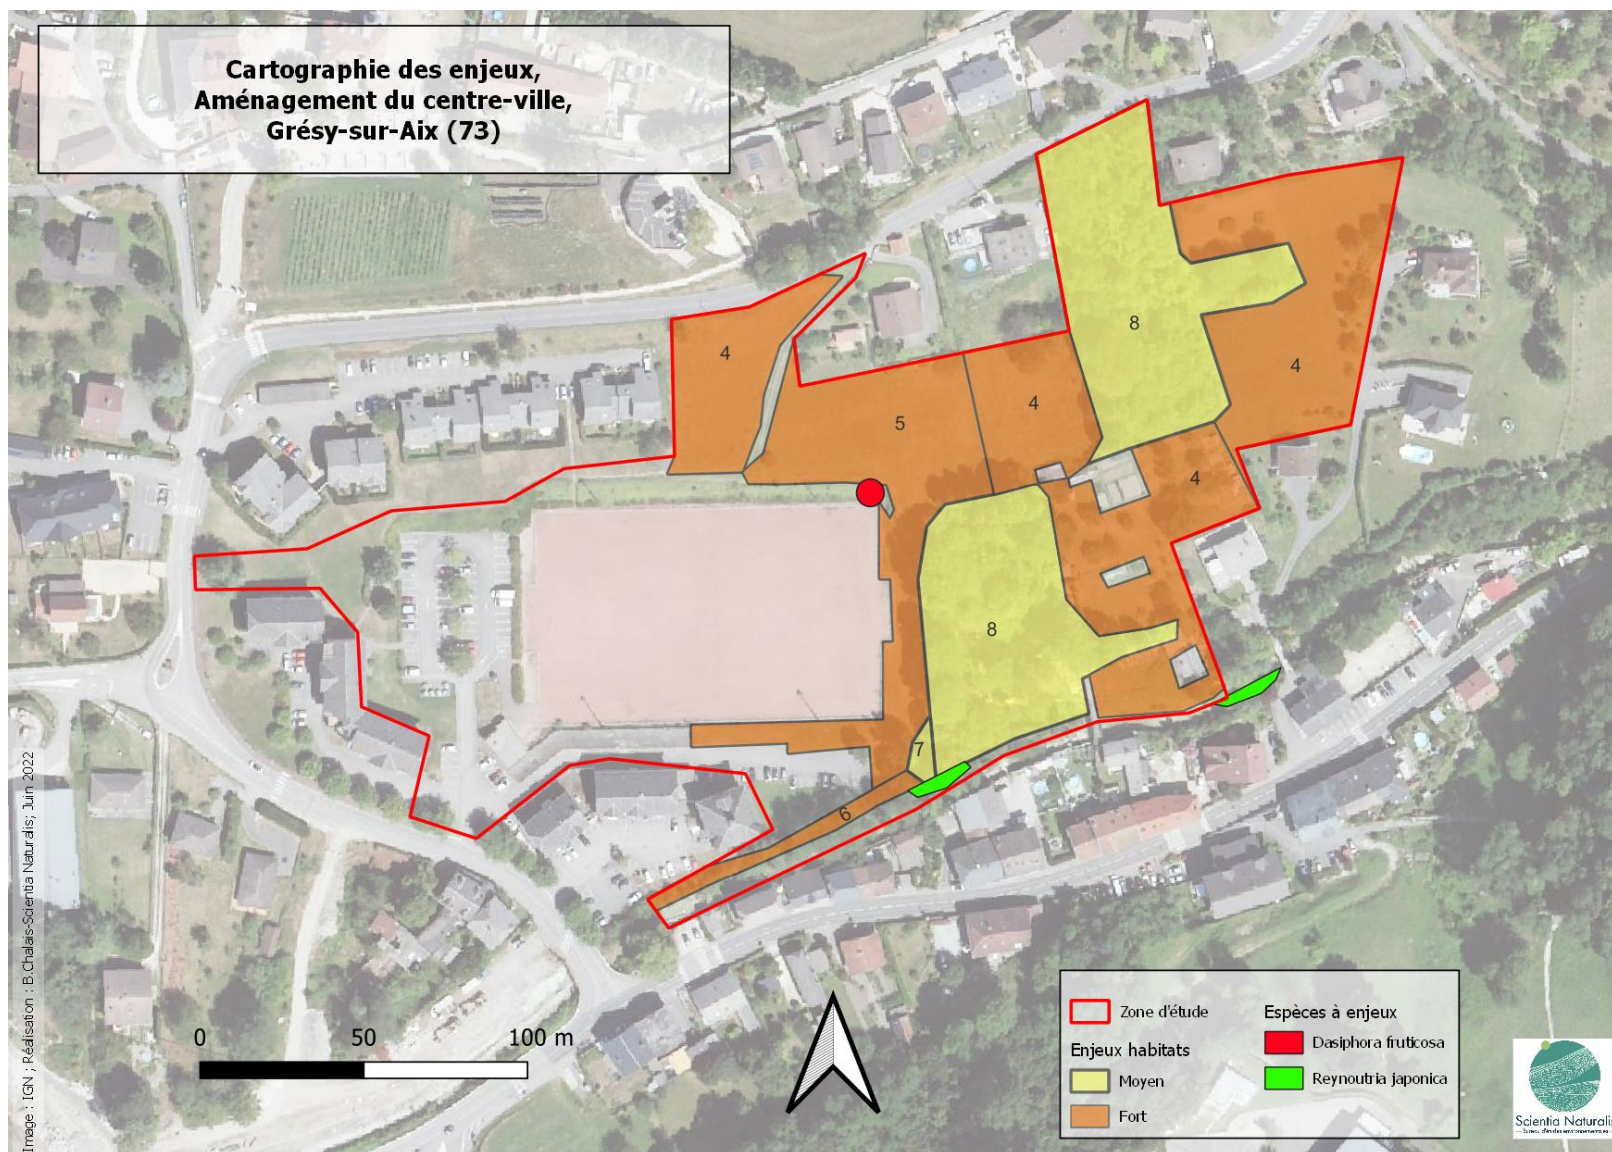 Cartographie des enjeux,
Aménagement du centre-ville,
Grésy-sur-Aix (73)
4
5
4
8
4
4
8
7
6
0
50
100 m
Zone d'étude
Enjeux habitats
Moyen
Fort
Espèces à enjeux
Dasiphora fruticosa
Reynoutria japonica
Image : IGN ; Réalisation : B.Chalais-Scientia Naturalis; Juin 2022
Scientia Naturalis